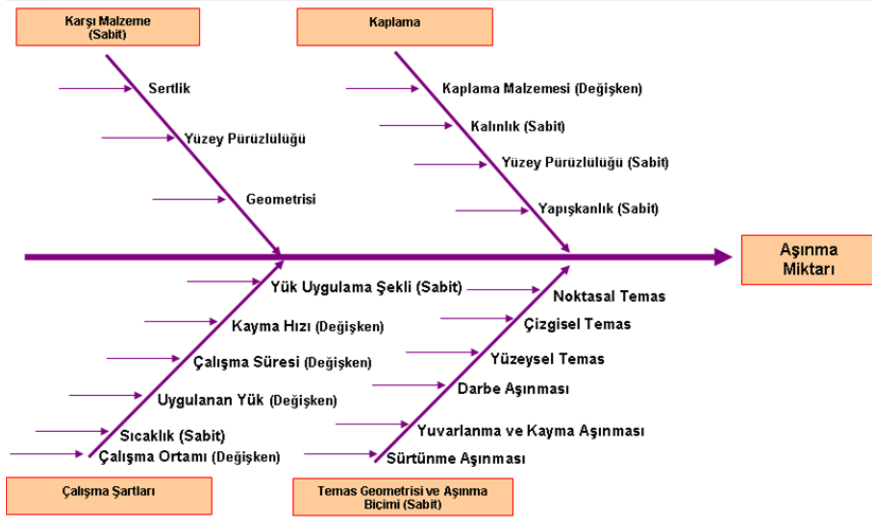 Karşı Malzeme
(Sabit)
Sertlik
Yüzey Pürüzlülüğü
Geometrisi
Kaplama
Kaplama Malzemesi (Değişken)
Kalınlık (Sabit)
Yüzey Pürüzlülüğü (Sabit)
Yapışkanlık (Sabit)
Aşınma
Miktarı
Yük Uygulama Şekli (Sabit)
Kayma Hızı (Değişken)
Çalışma Süresi (Değişken)
Uygulanan Yük (Değişken)
Sıcaklık (Sabit)
Çalışma Ortamı (Değişken)
Çalışma Şartları
Noktasal Temas
Çizgisel Temas
Yüzeysel Temas
Darbe Aşınması
Yuvarlanma ve Kayma Aşınması
Sürtünme Aşınması
Temas Geometrisi ve Aşınma
Biçimi (Sabit)